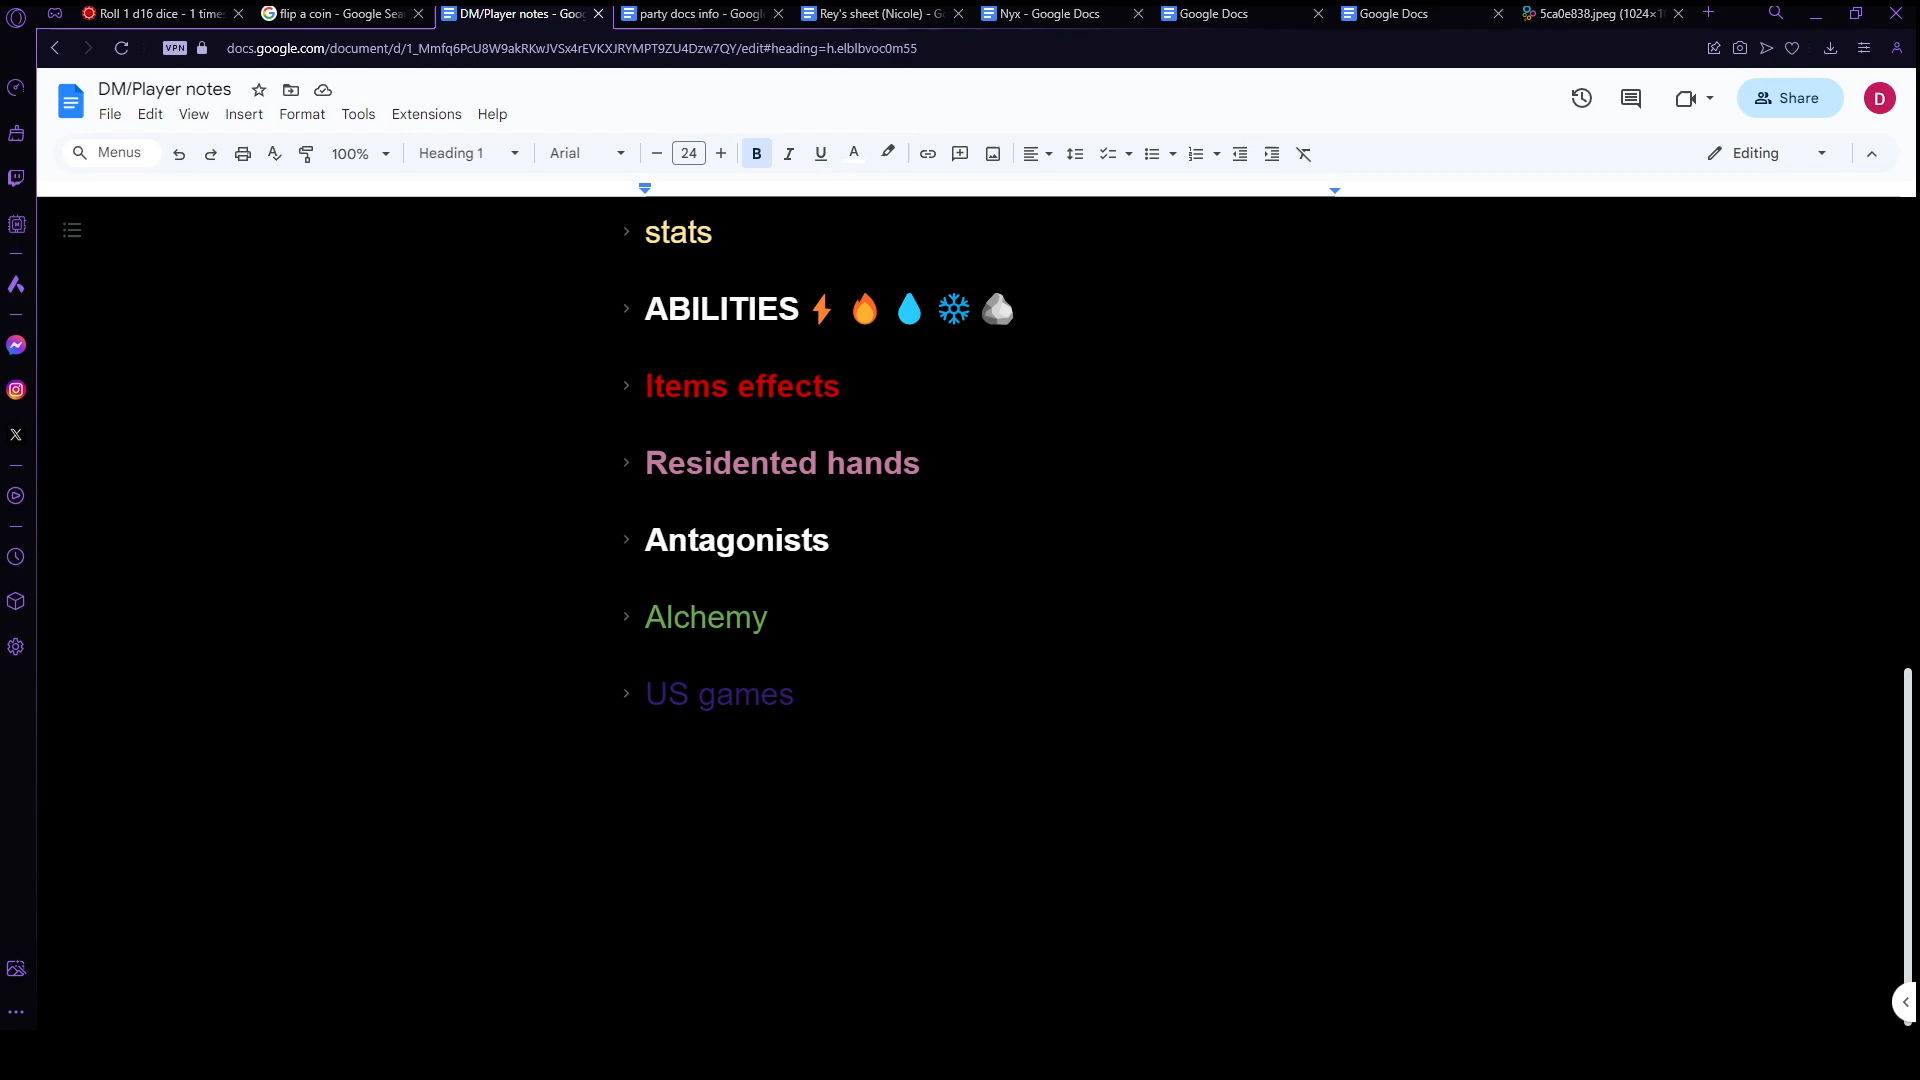 Roll 1 d16 dice - 1 time
flip a coin - Google Sea
DM/Player notes - Goog
party docs info - Google
Rey's sheet (Nicole) - G
Nyx - Google Docs
Google Docs
Google Docs
5ca0e838.jpeg (1024×1
VPN
docs.google.com/document/d/1_Mmfq6PcU8W9akRKwJVSx4rEVKXJRYMPT9ZU4Dzw7QY/edit#heading=h.elblbvoc0m55
DM/Player notes
File Edit View Insert Format Tools Extensions Help
Share
D
Menus 100% Heading 1 Arial 24 B I U A Editing
stats
ABILITIES⚡🔥💧❄️🪨
Items effects
Residented hands
Antagonists
Alchemy
US games